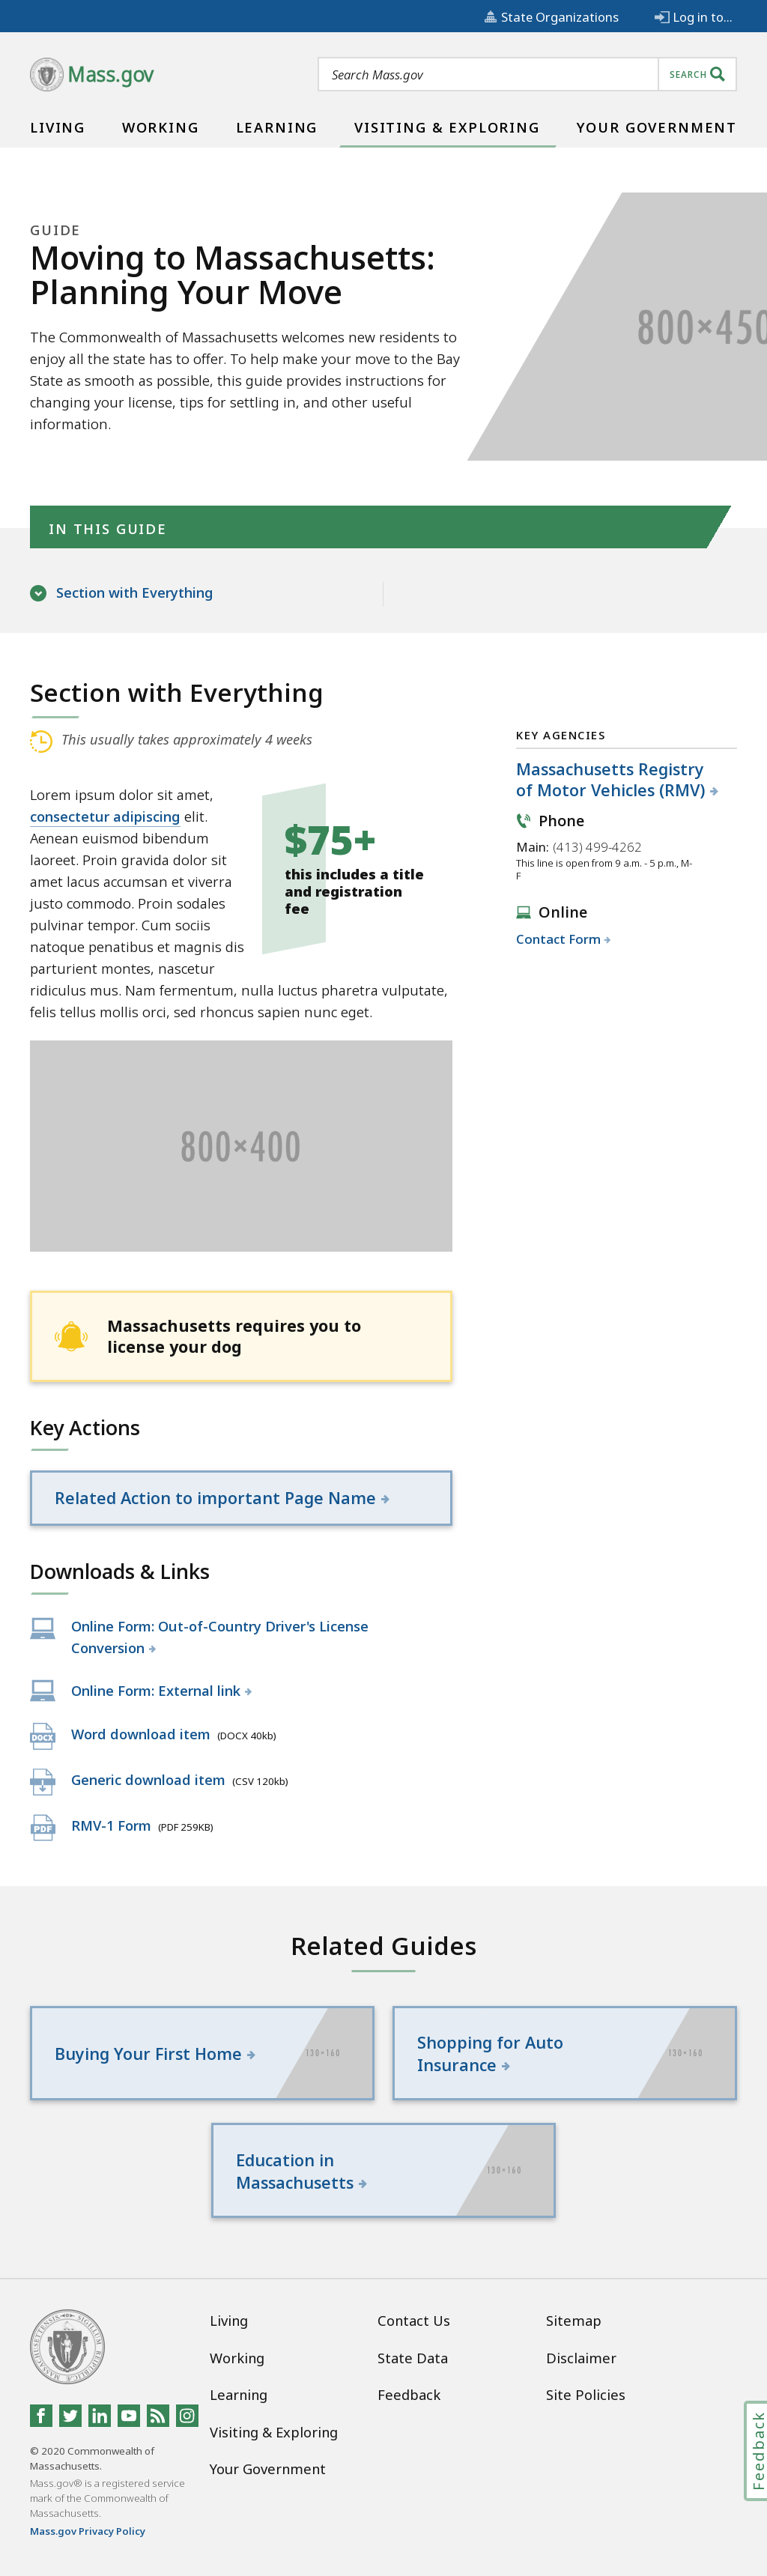 State Organizations
Log in to...
Mass.gov
Search Mass.gov
SEARCH
LIVING
WORKING
LEARNING
VISITING & EXPLORING
YOUR GOVERNMENT
GUIDE
Moving to Massachusetts:
Planning Your Move
The Commonwealth of Massachusetts welcomes new residents to
enjoy all the state has to offer. To help make your move to the Bay
State as smooth as possible, this guide provides instructions for
changing your license, tips for settling in, and other useful
information.
800×450
IN THIS GUIDE
Section with Everything
Section with Everything
This usually takes approximately 4 weeks
Lorem ipsum dolor sit amet,
consectetur adipiscing elit.
Aenean euismod bibendum
laoreet. Proin gravida dolor sit
amet lacus accumsan et viverra
justo commodo. Proin sodales
pulvinar tempor. Cum sociis
natoque penatibus et magnis dis
parturient montes, nascetur
ridiculus mus. Nam fermentum, nulla luctus pharetra vulputate,
felis tellus mollis orci, sed rhoncus sapien nunc eget.
$75+
this includes a title
and registration
fee
800×400
Massachusetts requires you to
license your dog
Key Actions
Related Action to important Page Name
Downloads & Links
Online Form: Out-of-Country Driver's License
Conversion
Online Form: External link
DOCX
Word download item (DOCX 40kb)
Generic download item (CSV 120kb)
PDF
RMV-1 Form (PDF 259KB)
KEY AGENCIES
Massachusetts Registry
of Motor Vehicles (RMV)
Phone
Main: (413) 499-4262
This line is open from 9 a.m. - 5 p.m., M-
F
Online
Contact Form
Related Guides
Buying Your First Home
130×160
Shopping for Auto
Insurance
130×160
Education in
Massachusetts
130×160
© 2020 Commonwealth of
Massachusetts.
Mass.gov® is a registered service
mark of the Commonwealth of
Massachusetts.
Mass.gov Privacy Policy
Living
Working
Learning
Visiting & Exploring
Your Government
Contact Us
State Data
Feedback
Sitemap
Disclaimer
Site Policies
Feedback